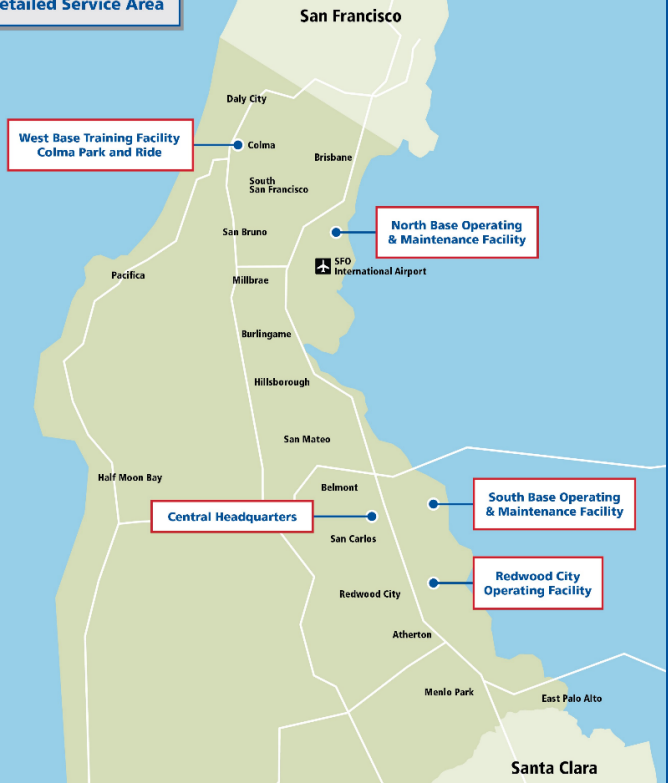 Service Area
San Francisco
Daly City
West Base Training Facility
Colma Park and Ride
Colma
Brisbane
South
San Francisco
North Base Operating
& Maintenance Facility
San Bruno
SFO
International Airport
Pacifica
Millbrae
Burlingame
Hillsborough
San Mateo
Half Moon Bay
Belmont
South Base Operating
& Maintenance Facility
Central Headquarters
San Carlos
Redwood City
Operating Facility
Redwood City
Atherton
Menlo Park
East Palo Alto
Santa Clara